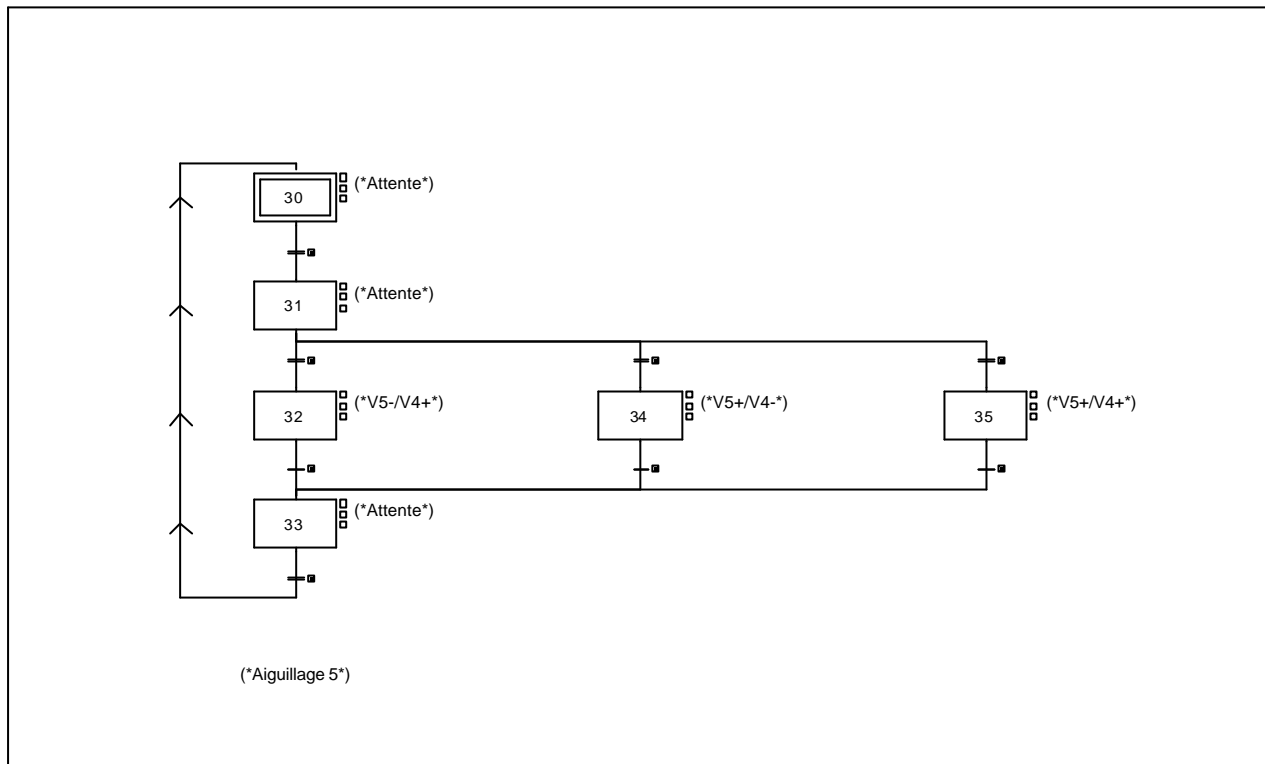 30 (*Attente*)
31 (*Attente*)
32 (*V5-/V4+*) 34 (*V5+/V4-*) 35 (*V5+/V4+*)
33 (*Attente*)
(*Aiguillage 5*)